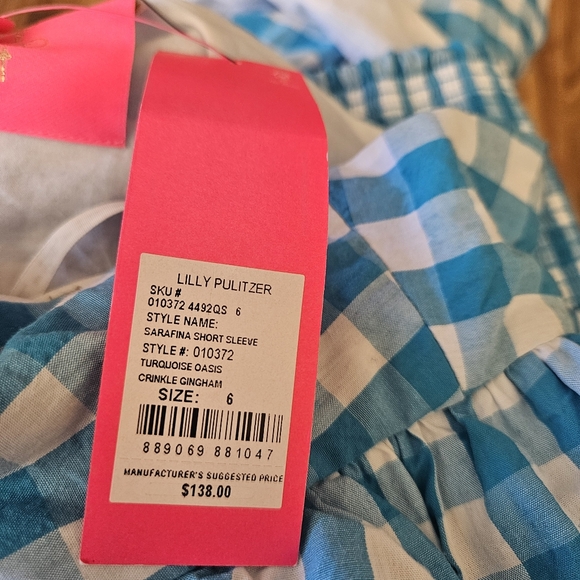 LILLY PULITZER
SKU #
010372 4492QS 6
STYLE NAME:
SARAFINA SHORT SLEEVE
STYLE #: 010372
TURQUOISE OASIS
CRINKLE GINGHAM
SIZE: 6
889069 881047
MANUFACTURER'S SUGGESTED PRICE
$138.00